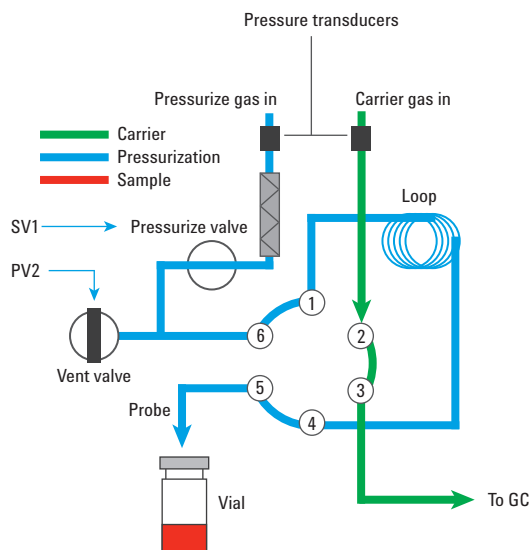 Pressure transducers
Pressurize gas in
Carrier gas in
Carrier
Pressurization
Sample
Loop
SV1
Pressurize valve
PV2
1
6
2
Vent valve
5
3
Probe
4
Vial
To GC